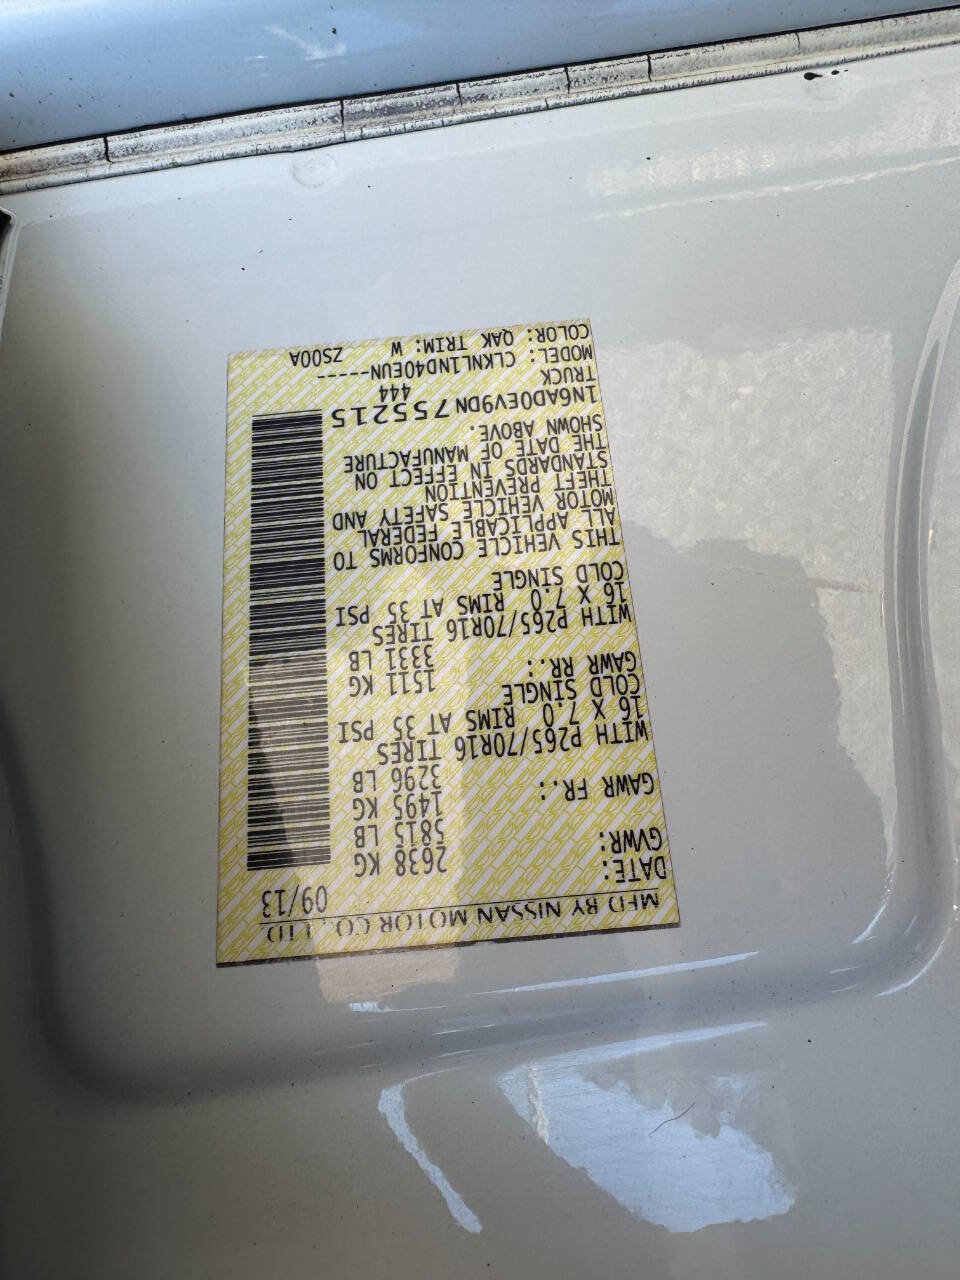 MFD BY NISSAN MOTOR CO., LTD
DATE: 09/13
GVWR: 2638 KG
5815 LB
GAWR FR.: 1495 KG
3296 LB
WITH P265/70R16 TIRES
16 X 7.0 RIMS AT 35 PSI
COLD SINGLE
GAWR RR.: 1511 KG
3331 LB
WITH P265/70R16 TIRES
16 X 7.0 RIMS AT 35 PSI
COLD SINGLE
THIS VEHICLE CONFORMS TO
ALL APPLICABLE FEDERAL
MOTOR VEHICLE SAFETY AND
THEFT PREVENTION
STANDARDS IN EFFECT ON
THE DATE OF MANUFACTURE
SHOWN ABOVE.
1N6AD0EV9DN755215
TRUCK 444
MODEL: CLKNL1ND40EUN-----
COLOR: QAK TRIM: W ZS00A